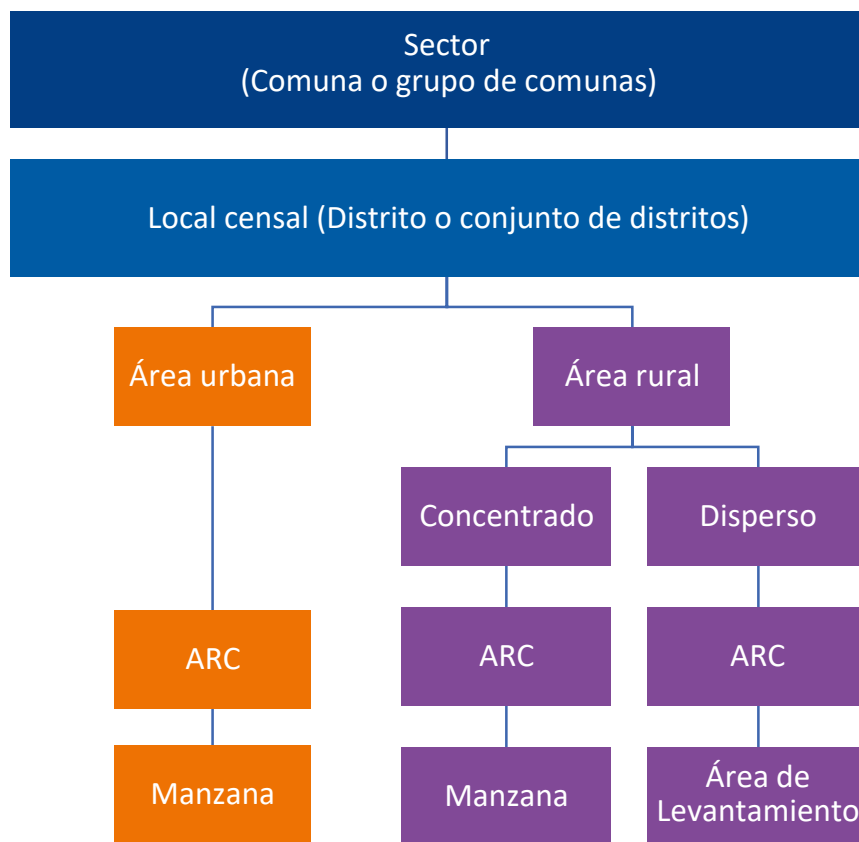 Sector
(Comuna o grupo de comunas)
Local censal (Distrito o conjunto de distritos)
Área urbana
Área rural
Concentrado
Disperso
ARC
ARC
ARC
Manzana
Manzana
Área de
Levantamiento